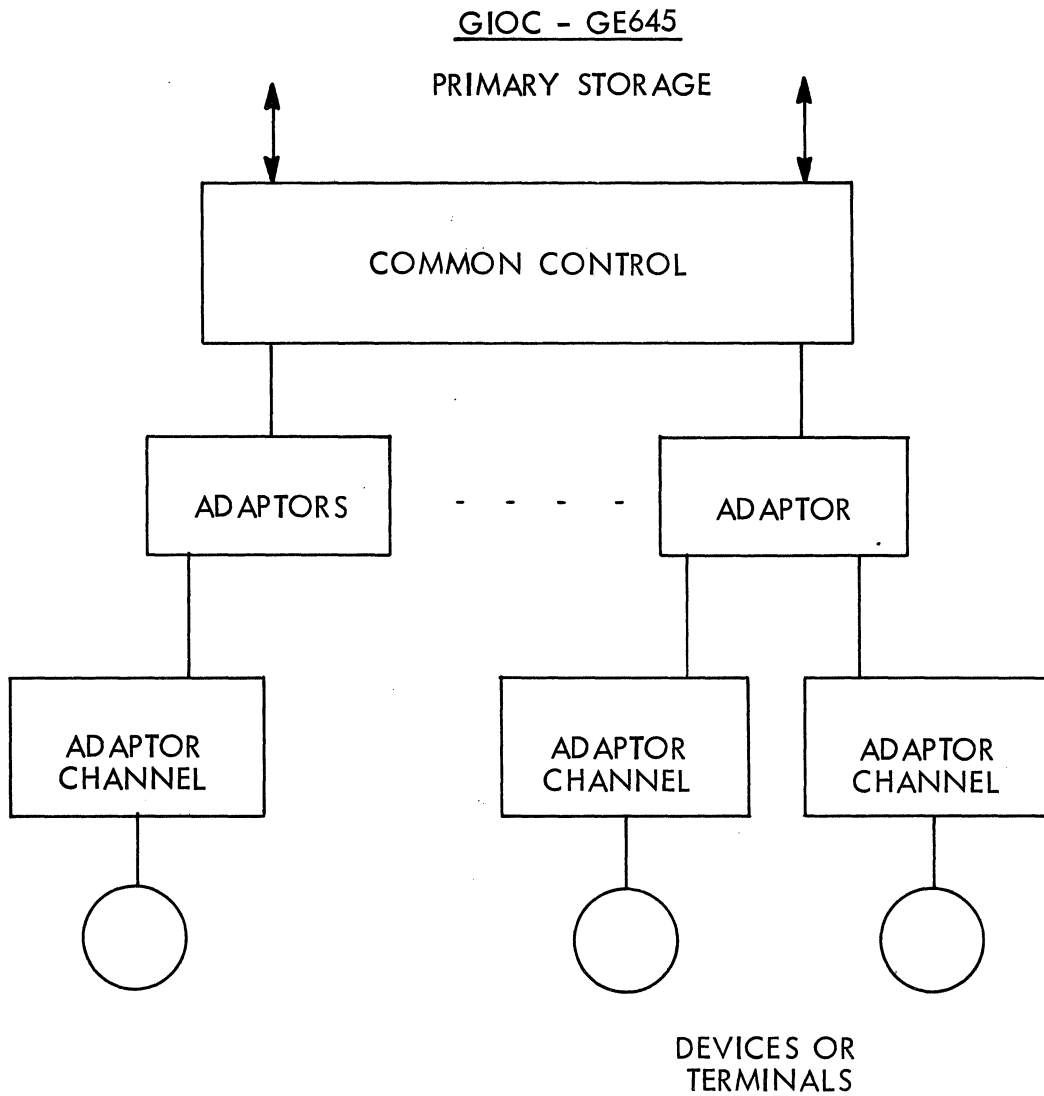 GIOC - GE645
PRIMARY STORAGE
COMMON CONTROL
ADAPTORS
- - - -
ADAPTOR
ADAPTOR
CHANNEL
ADAPTOR
CHANNEL
ADAPTOR
CHANNEL
DEVICES OR
TERMINALS